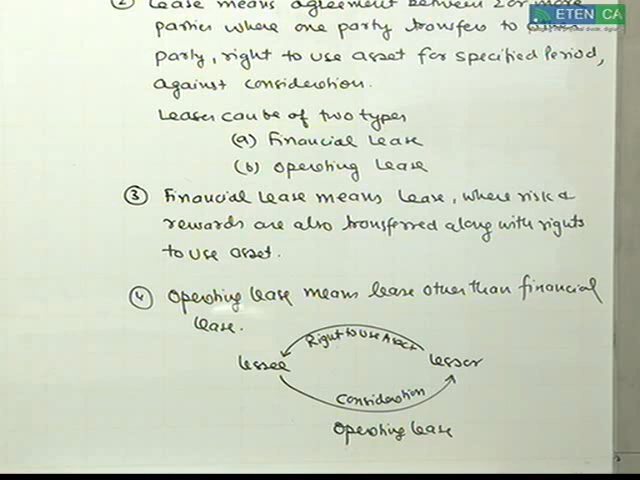 ② Lease means agreement between 2 or more
ETEN CA
parties where one party transfers to other
party, right to use asset for specified Period,
against consideration.
Leases can be of two types
(a) Financial Lease
(b) Operating Lease
③ Financial Lease means Lease, where risk &
rewards are also transferred along with rights
to use asset.
④ Operating lease means lease other than financial
lease.
Right to use Asset
lessee lessor
Consideration
Operating lease